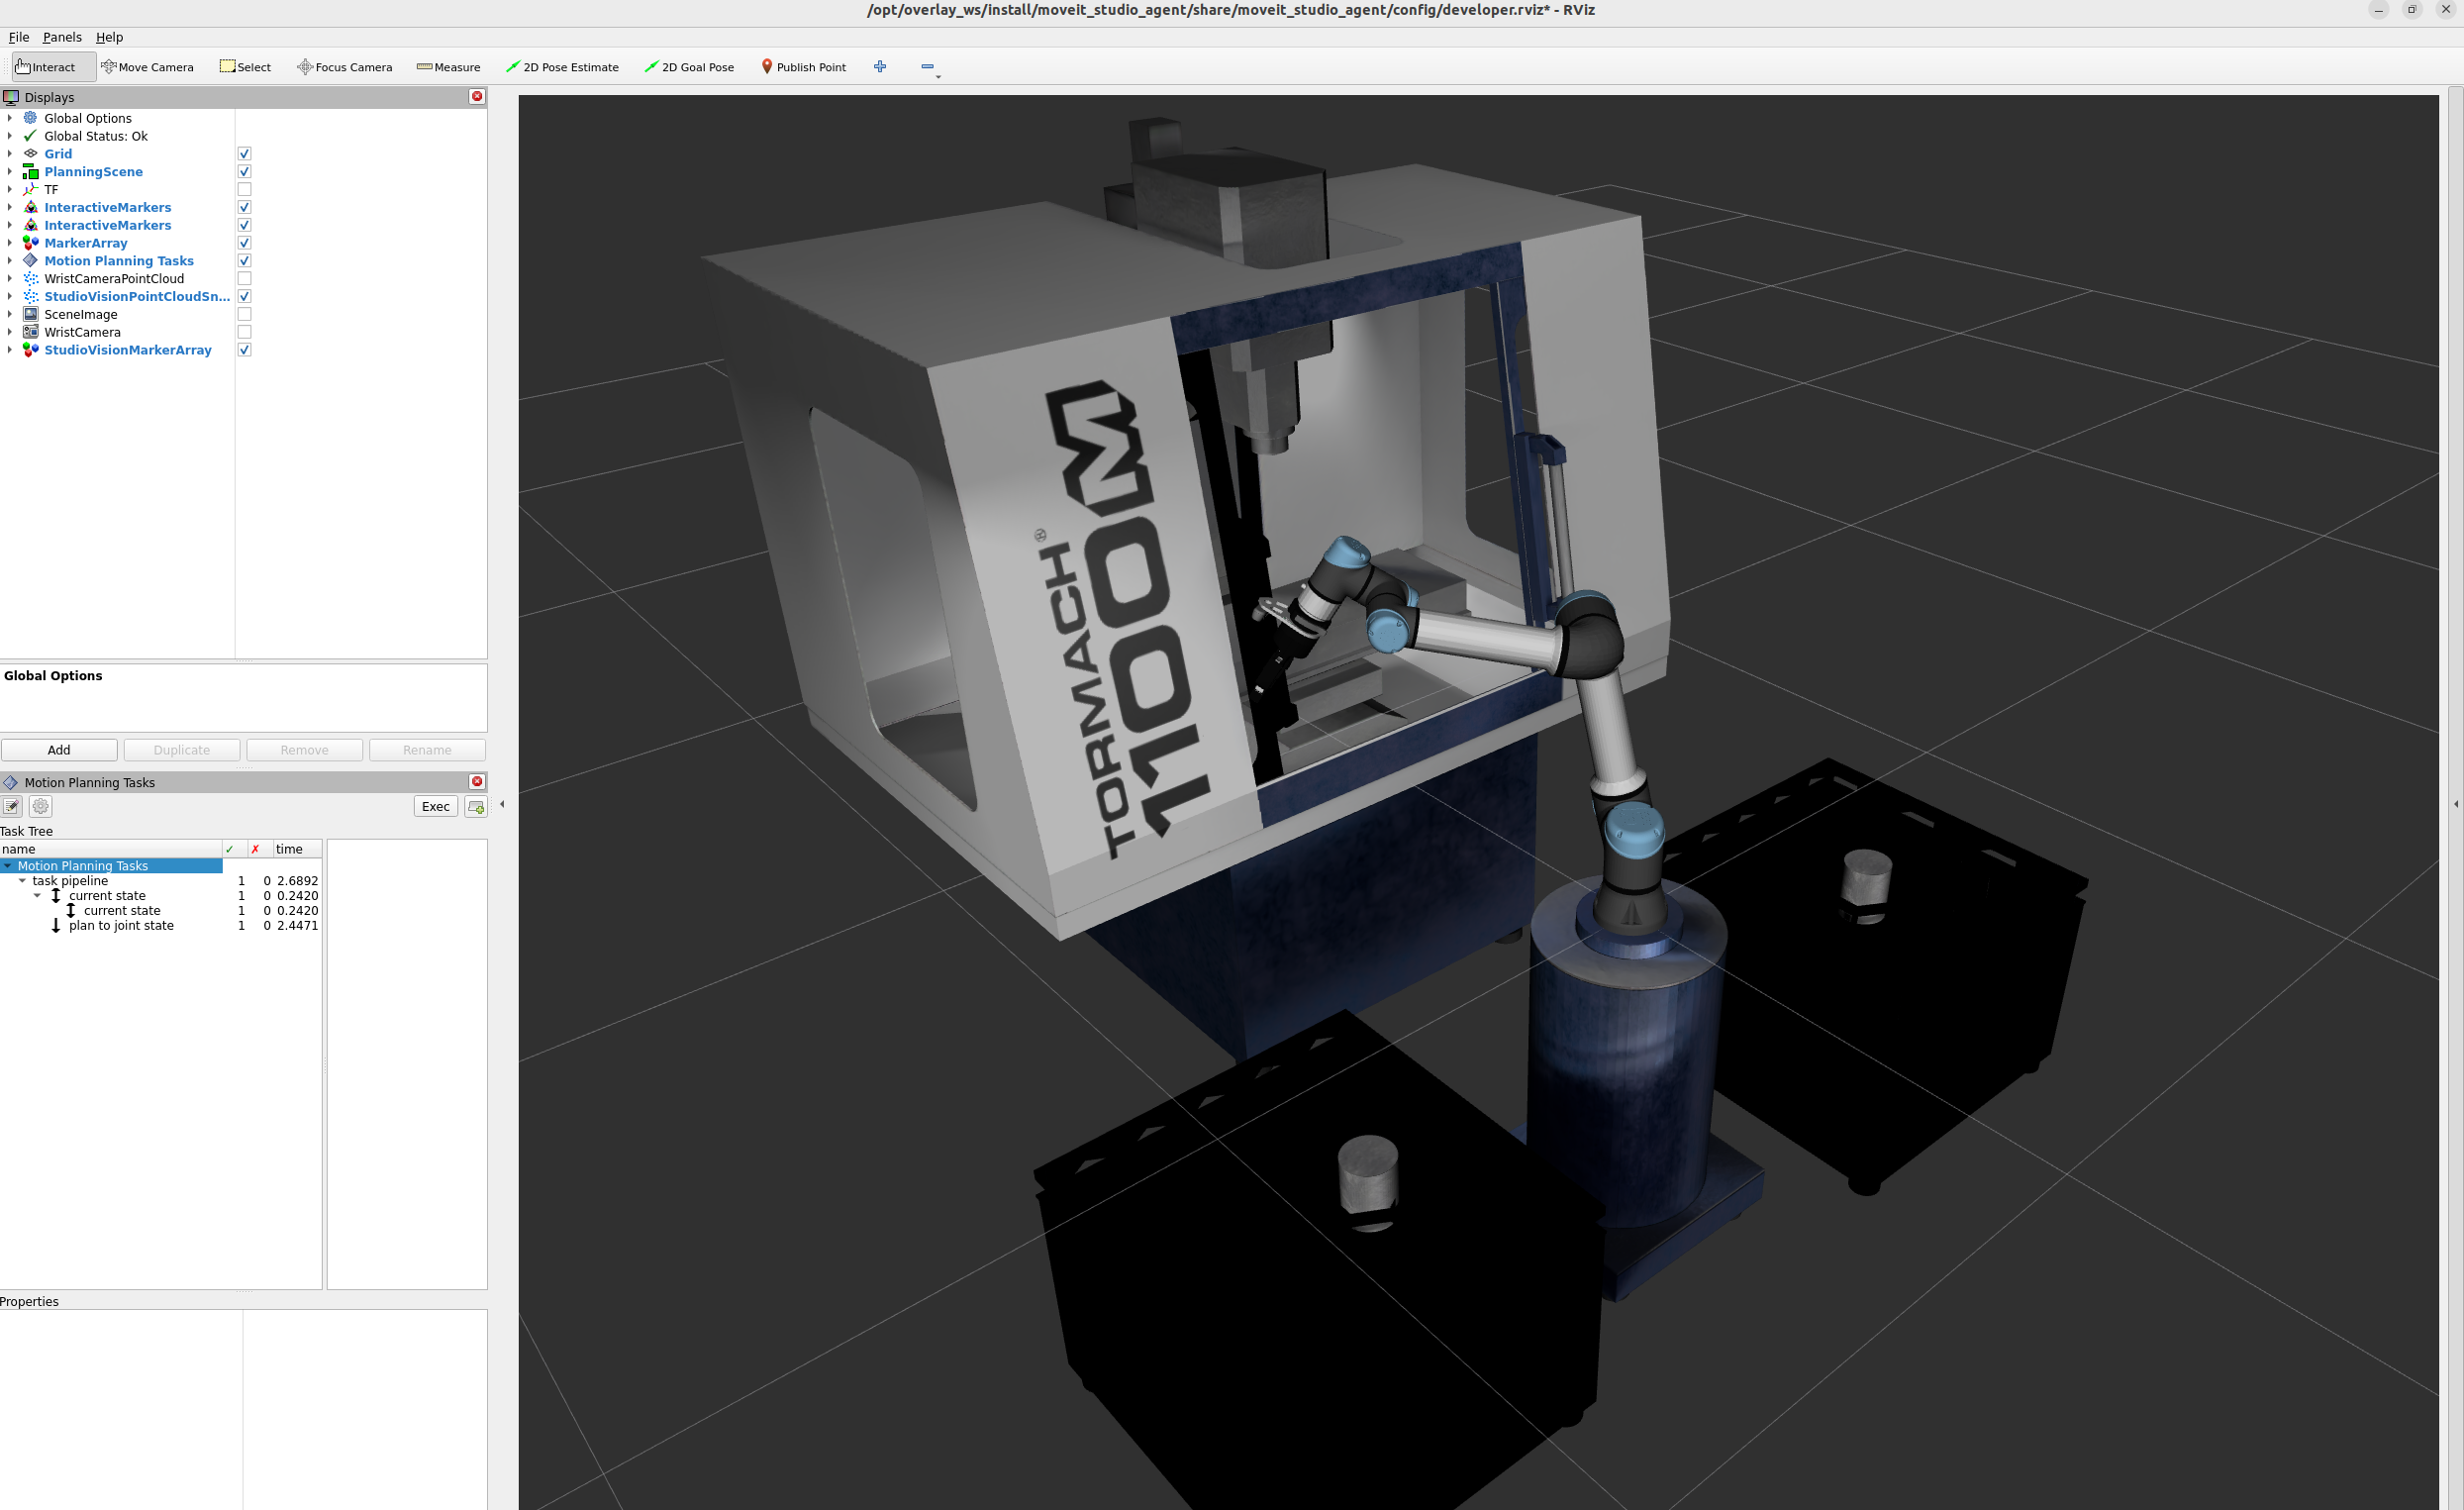 /opt/overlay_ws/install/moveit_studio_agent/share/moveit_studio_agent/config/developer.rviz* - RViz
File Panels Help
Interact Move Camera Select Focus Camera Measure 2D Pose Estimate 2D Goal Pose Publish Point
Displays
Global Options
Global Status: Ok
Grid
PlanningScene
TF
InteractiveMarkers
InteractiveMarkers
MarkerArray
Motion Planning Tasks
WristCameraPointCloud
StudioVisionPointCloudSn...
SceneImage
WristCamera
StudioVisionMarkerArray
Global Options
Add Duplicate Remove Rename
Motion Planning Tasks
Exec
Task Tree
name ✓ ✗ time
Motion Planning Tasks
task pipeline 1 0 2.6892
current state 1 0 0.2420
current state 1 0 0.2420
plan to joint state 1 0 2.4471
Properties
TORMACH®
1100M